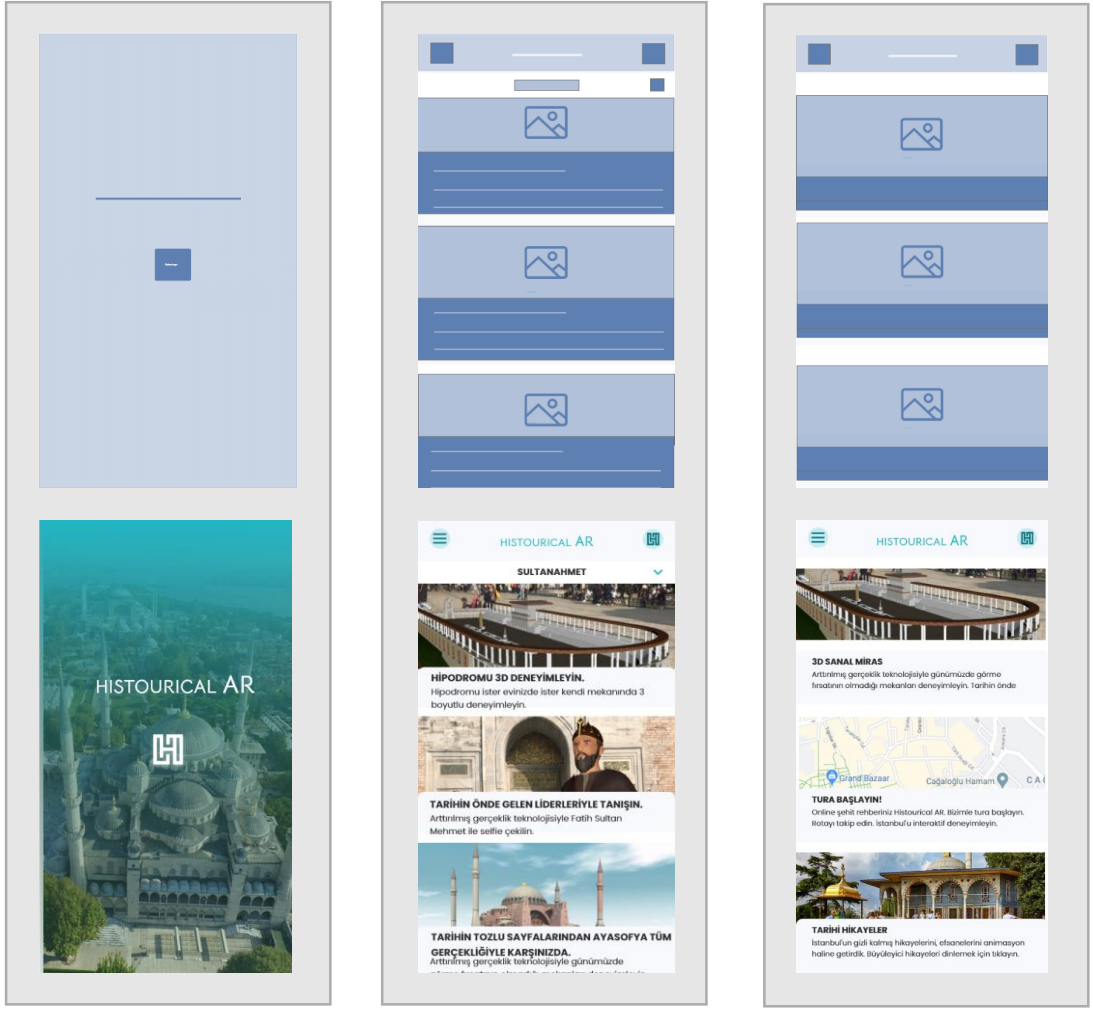 HISTOURICAL AR
HISTOURICAL AR
SULTANAHMET
HİPODROMU 3D DENEYİMLEYİN.
Hipodromu ister evinizde ister kendi mekanında 3
boyutlu deneyimleyin.
TARİHİN ÖNDE GELEN LİDERLERİYLE TANIŞIN.
Arttırılmış gerçeklik teknolojisiyle Fatih Sultan
Mehmet ile selfie çekilin.
TARİHİN TOZLU SAYFALARINDAN AYASOFYA TÜM
GERÇEKLİĞİYLE KARŞINIZDA.
Arttırılmış gerçeklik teknolojisiyle günümüzde
HISTOURICAL AR
3D SANAL MİRAS
Arttırılmış gerçeklik teknolojisiyle günümüzde görme
fırsatının olmadığı mekanları deneyimleyin. Tarihin önde
Grand Bazaar
Cağaloğlu Hamam
TURA BAŞLAYIN!
Online şehit rehberiniz Histourical AR. Bizimle tura başlayın.
Rotayı takip edin. İstanbul'u interaktif deneyimleyin.
TARİHİ HİKAYELER
İstanbul'un gizli kalmış hikayelerini, efsanelerini animasyon
haline getirdik. Büyüleyici hikayeleri dinlemek için tıklayın.